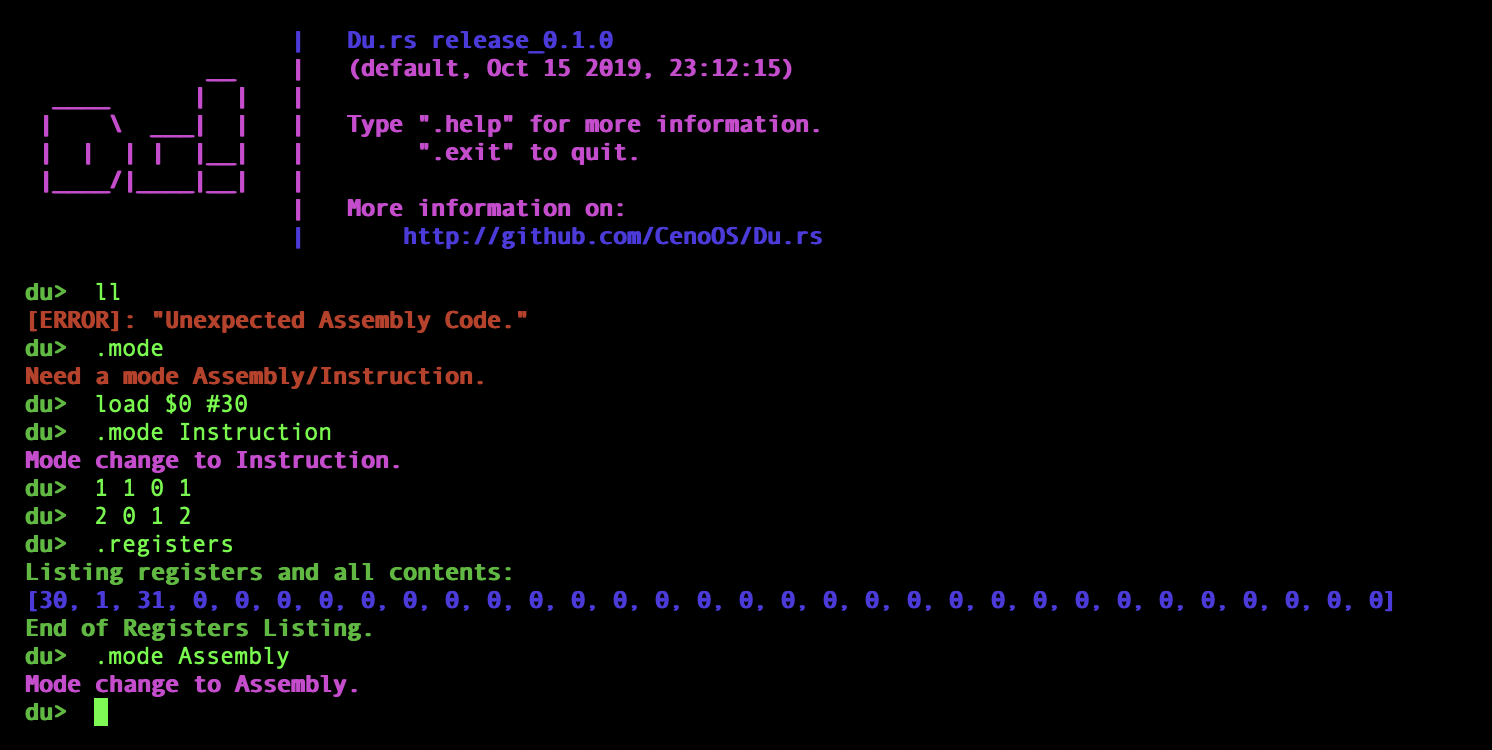 Du.rs release_0.1.0
(default, Oct 15 2019, 23:12:15)
Type ".help" for more information.
".exit" to quit.
More information on:
http://github.com/CenoOS/Du.rs
du> ll
[ERROR]: "Unexpected Assembly Code."
du> .mode
Need a mode Assembly/Instruction.
du> load $0 #30
du> .mode Instruction
Mode change to Instruction.
du> 1 1 0 1
du> 2 0 1 2
du> .registers
Listing registers and all contents:
[30, 1, 31, 0, 0, 0, 0, 0, 0, 0, 0, 0, 0, 0, 0, 0, 0, 0, 0, 0, 0, 0, 0, 0, 0, 0, 0, 0, 0, 0, 0, 0]
End of Registers Listing.
du> .mode Assembly
Mode change to Assembly.
du>